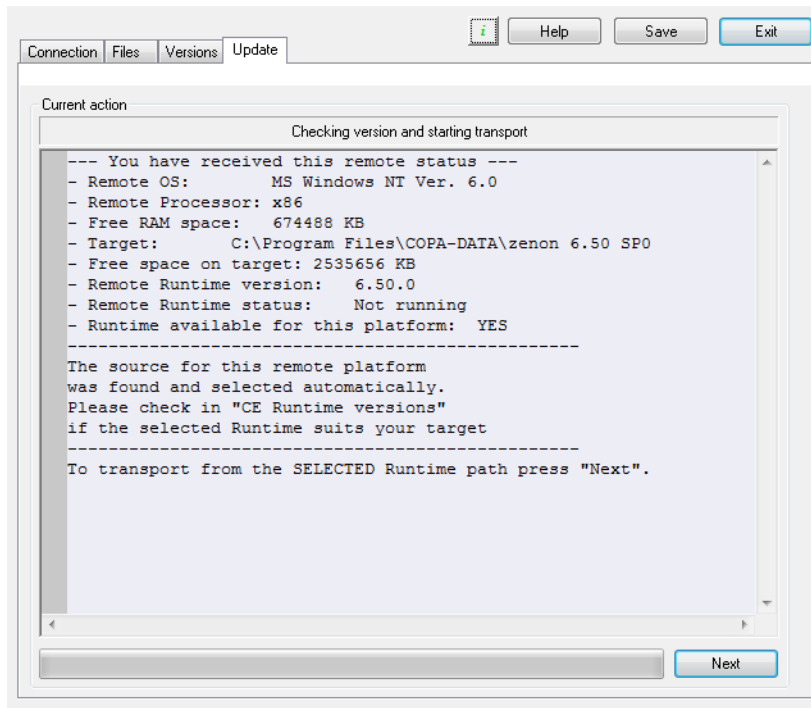 i Help Save Exit
Connection Files Versions Update
Current action
Checking version and starting transport
--- You have received this remote status ---
- Remote OS: MS Windows NT Ver. 6.0
- Remote Processor: x86
- Free RAM space: 674488 KB
- Target: C:\Program Files\COPA-DATA\zenon 6.50 SP0
- Free space on target: 2535656 KB
- Remote Runtime version: 6.50.0
- Remote Runtime status: Not running
- Runtime available for this platform: YES
-----------------------------------------------------
The source for this remote platform
was found and selected automatically.
Please check in "CE Runtime versions"
if the selected Runtime suits your target
-----------------------------------------------------
To transport from the SELECTED Runtime path press "Next".
Next